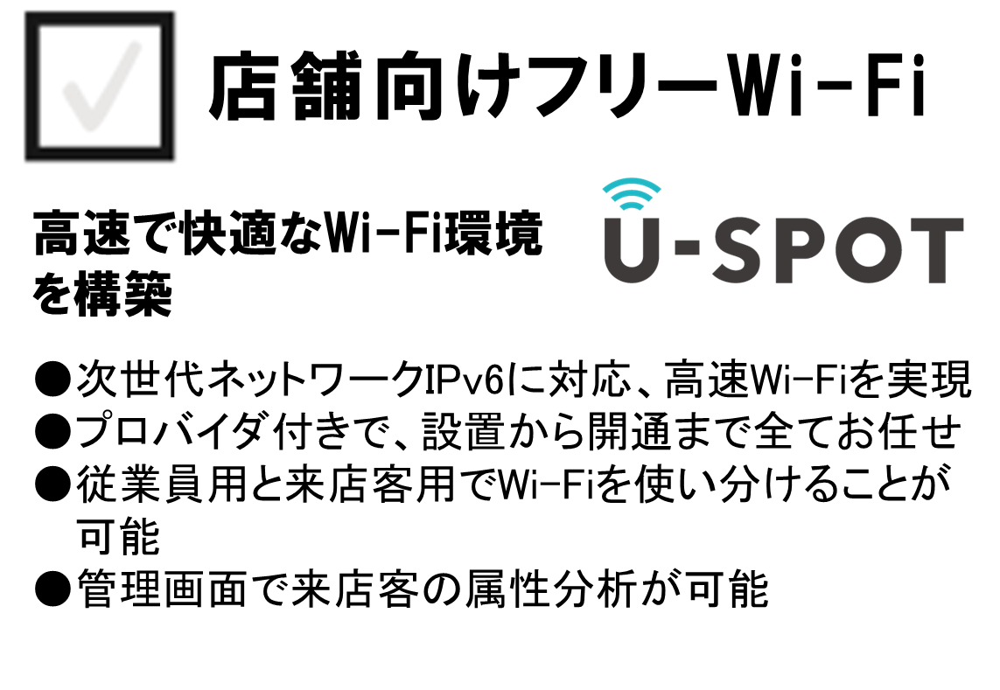 店舗向けフリーWi-Fi
U-SPOT
高速で快適なWi-Fi環境
を構築
●次世代ネットワークIPv6に対応、高速Wi-Fiを実現
●プロバイダ付きで、設置から開通まで全てお任せ
●従業員用と来店客用でWi-Fiを使い分けることが
可能
●管理画面で来店客の属性分析が可能